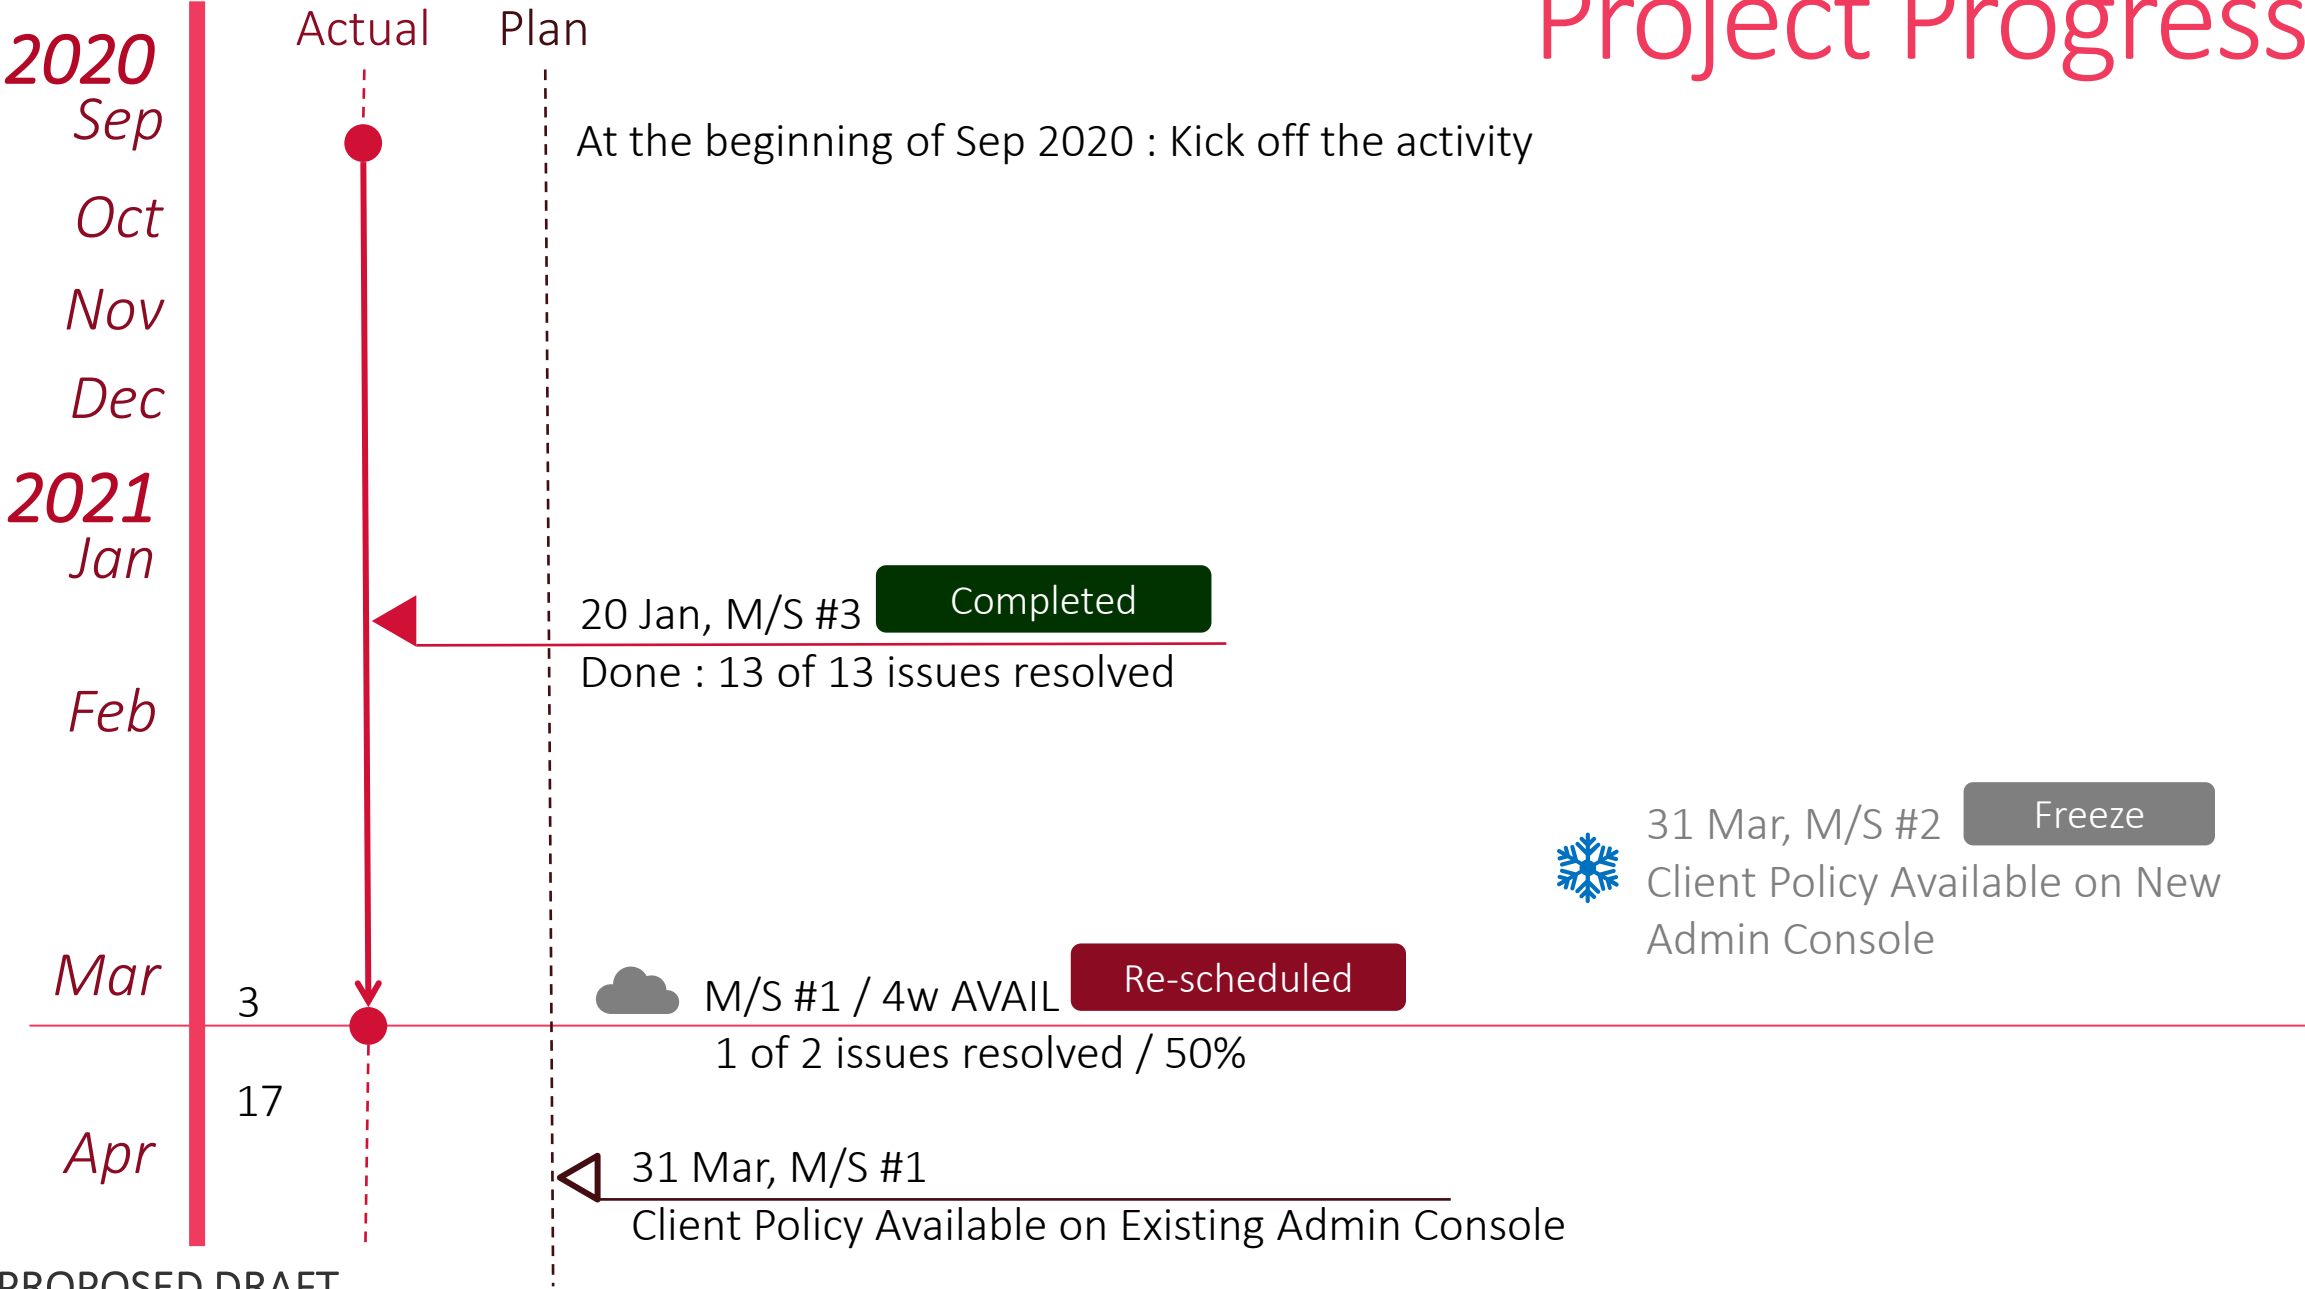 Project Progress
Actual
Plan
2020
Sep
At the beginning of Sep 2020 : Kick off the activity
Oct
Nov
Dec
2021
Jan
20 Jan, M/S #3
Completed
Done : 13 of 13 issues resolved
Feb
31 Mar, M/S #2
Freeze
Client Policy Available on New
Admin Console
Mar
3
M/S #1 / 4w AVAIL
Re-scheduled
1 of 2 issues resolved / 50%
17
Apr
31 Mar, M/S #1
Client Policy Available on Existing Admin Console
PROPOSED DRAFT